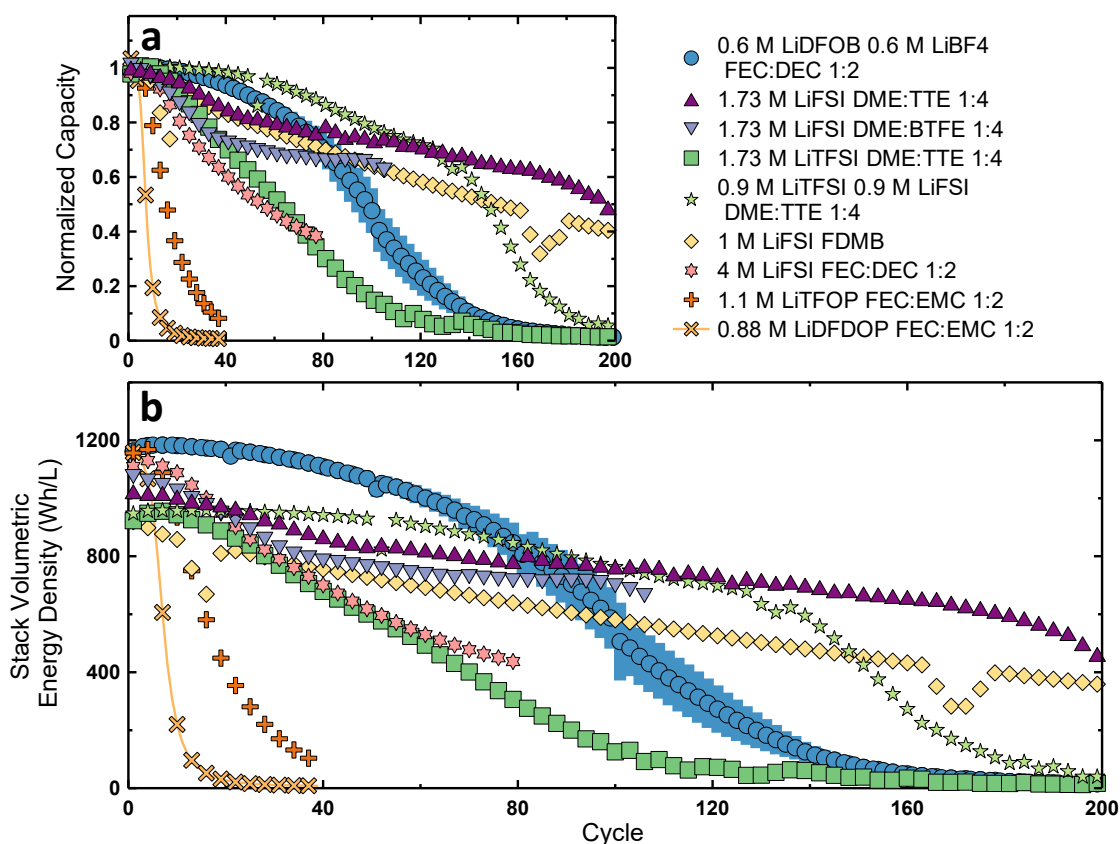 a
Normalized Capacity
1
0.8
0.6
0.4
0.2
0
0 40 80 120 160 200
0.6 M LiDFOB 0.6 M LiBF4
FEC:DEC 1:2
1.73 M LiFSI DME:TTE 1:4
1.73 M LiFSI DME:BTFE 1:4
1.73 M LiTFSI DME:TTE 1:4
0.9 M LiTFSI 0.9 M LiFSI
DME:TTE 1:4
1 M LiFSI FDMB
4 M LiFSI FEC:DEC 1:2
1.1 M LiTFOP FEC:EMC 1:2
0.88 M LiDFDOP FEC:EMC 1:2
b
Stack Volumetric
Energy Density (Wh/L)
1200
800
400
0
0 40 80 120 160 200
Cycle